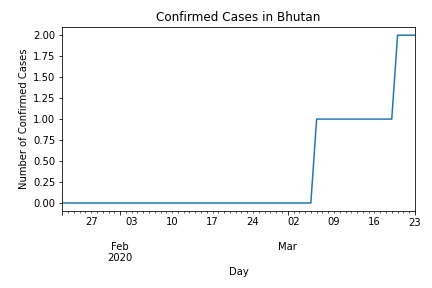 Confirmed Cases in Bhutan
Number of Confirmed Cases
2.00
1.75
1.50
1.25
1.00
0.75
0.50
0.25
0.00
27 03 10 17 24 02 09 16 23
Feb Mar
2020
Day